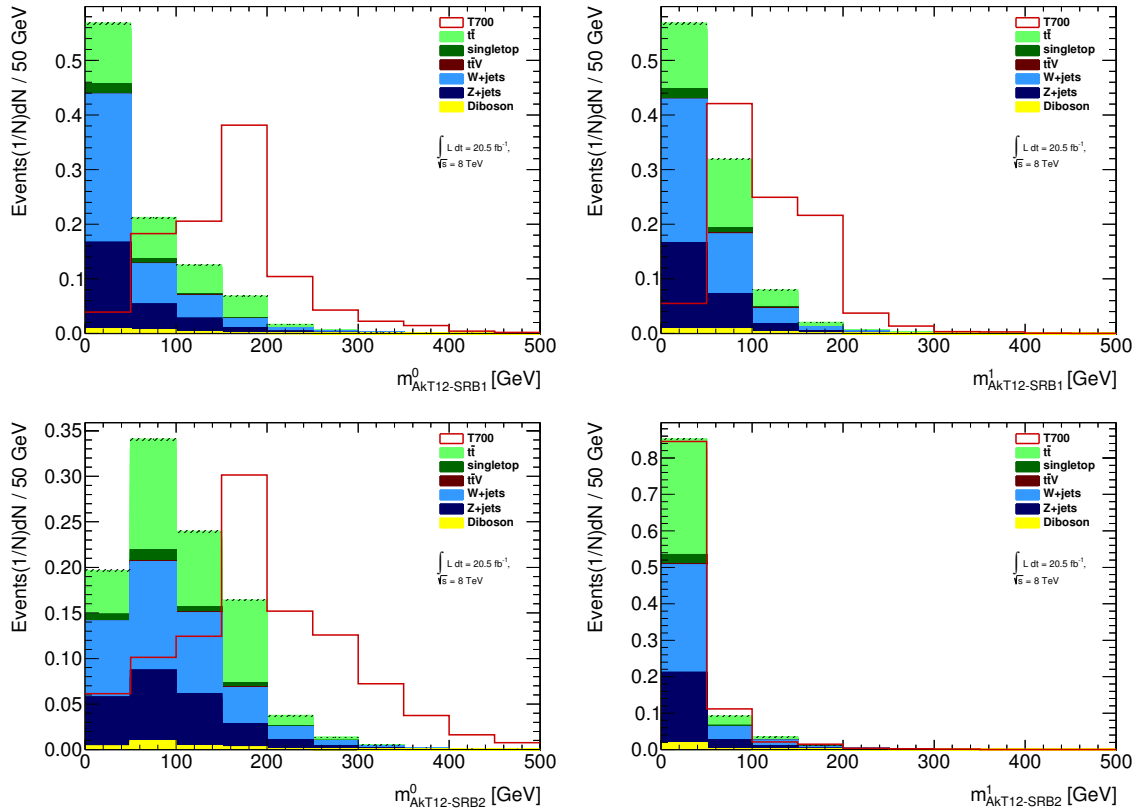 Events(1/N)dN / 50 GeV
0.5
0.4
0.3
0.2
0.1
0.0
0 100 200 300 400 500
m⁰AkT12-SRB1 [GeV]
T700
tt̄
singletop
tt̄V
W+jets
Z+jets
Diboson
∫ L dt = 20.5 fb⁻¹,
√s = 8 TeV
Events(1/N)dN / 50 GeV
0.5
0.4
0.3
0.2
0.1
0.0
0 100 200 300 400 500
m¹AkT12-SRB1 [GeV]
T700
tt̄
singletop
tt̄V
W+jets
Z+jets
Diboson
∫ L dt = 20.5 fb⁻¹,
√s = 8 TeV
Events(1/N)dN / 50 GeV
0.35
0.30
0.25
0.20
0.15
0.10
0.05
0.00
0 100 200 300 400 500
m⁰AkT12-SRB2 [GeV]
T700
tt̄
singletop
tt̄V
W+jets
Z+jets
Diboson
∫ L dt = 20.5 fb⁻¹,
√s = 8 TeV
Events(1/N)dN / 50 GeV
0.8
0.7
0.6
0.5
0.4
0.3
0.2
0.1
0.0
0 100 200 300 400 500
m¹AkT12-SRB2 [GeV]
T700
tt̄
singletop
tt̄V
W+jets
Z+jets
Diboson
∫ L dt = 20.5 fb⁻¹,
√s = 8 TeV